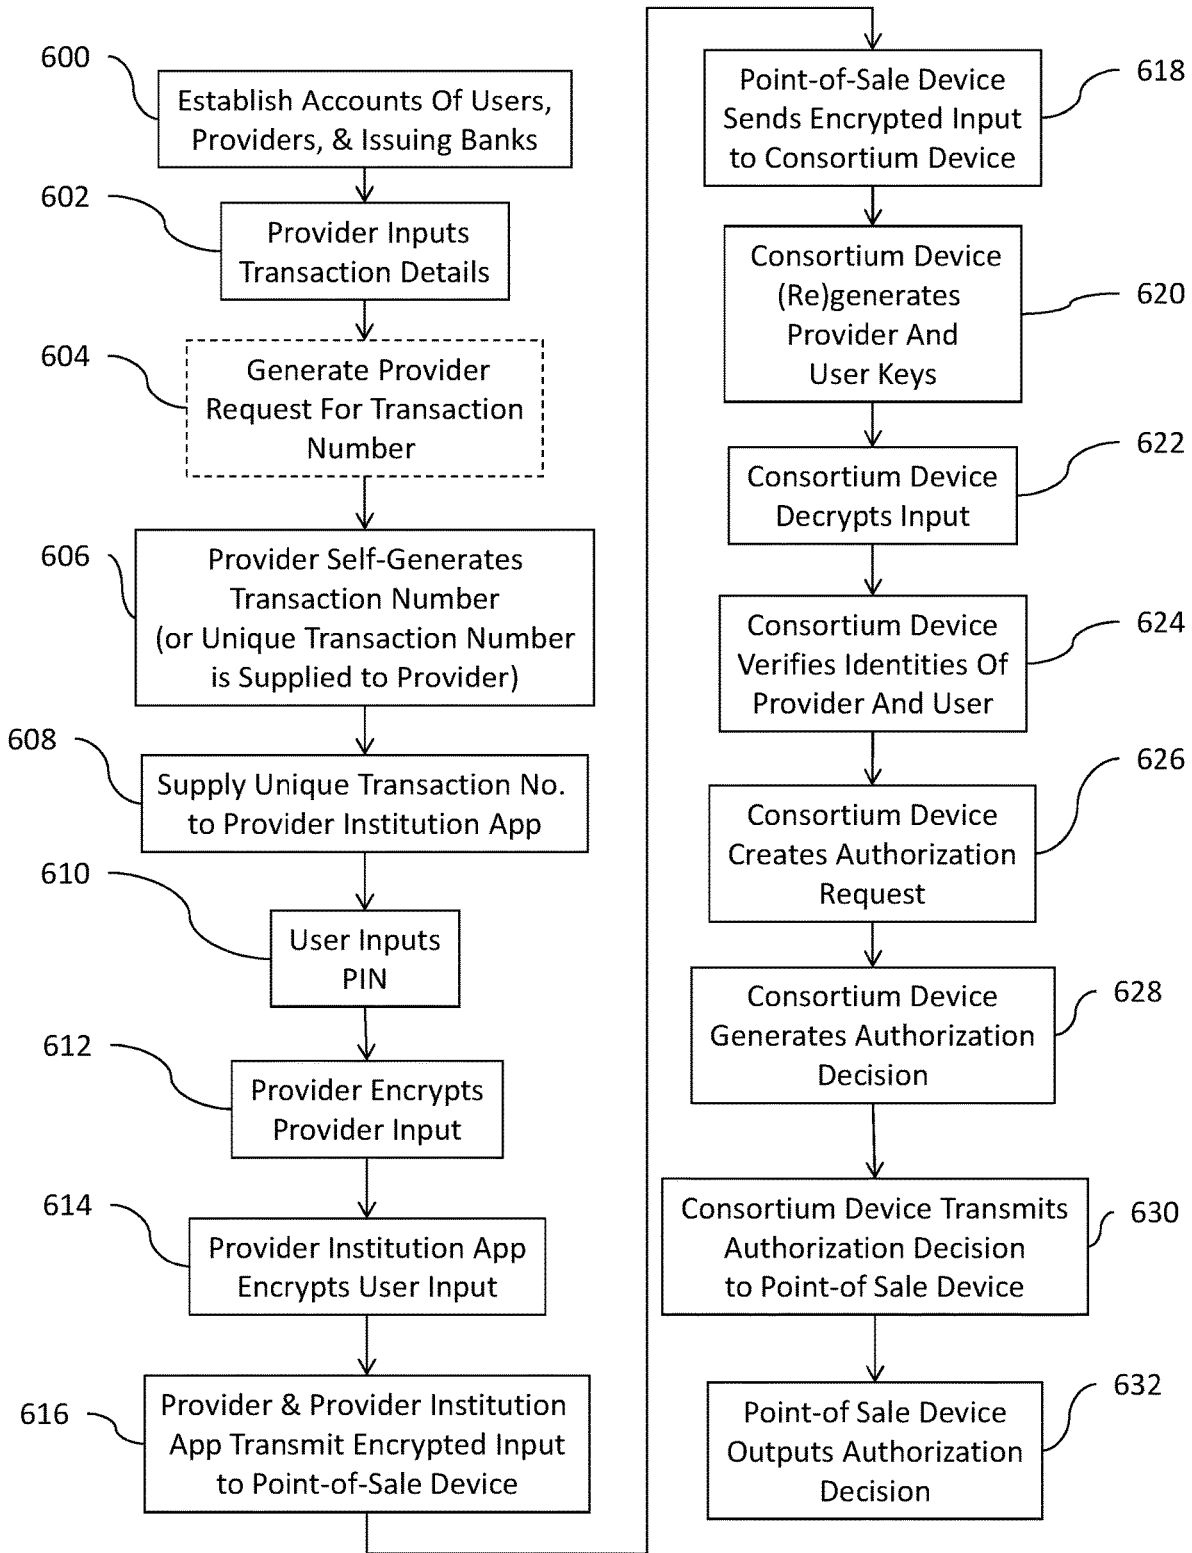 600
Establish Accounts Of Users,
Providers, & Issuing Banks
602
Provider Inputs
Transaction Details
604
Generate Provider
Request For Transaction
Number
606
Provider Self-Generates
Transaction Number
(or Unique Transaction Number
is Supplied to Provider)
608
Supply Unique Transaction No.
to Provider Institution App
610
User Inputs
PIN
612
Provider Encrypts
Provider Input
614
Provider Institution App
Encrypts User Input
616
Provider & Provider Institution
App Transmit Encrypted Input
to Point-of-Sale Device
618
Point-of-Sale Device
Sends Encrypted Input
to Consortium Device
620
Consortium Device
(Re)generates
Provider And
User Keys
622
Consortium Device
Decrypts Input
624
Consortium Device
Verifies Identities Of
Provider And User
626
Consortium Device
Creates Authorization
Request
628
Consortium Device
Generates Authorization
Decision
630
Consortium Device Transmits
Authorization Decision
to Point-of Sale Device
632
Point-of Sale Device
Outputs Authorization
Decision